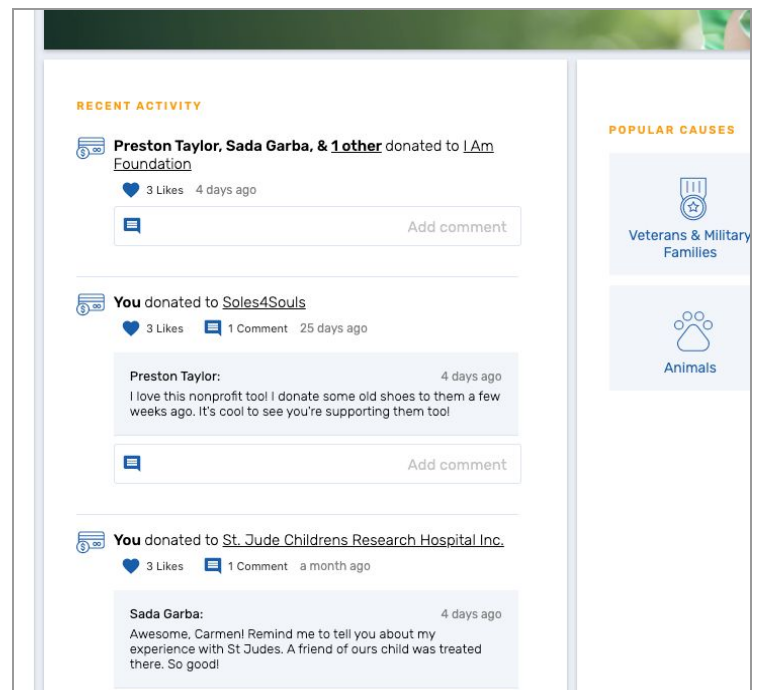 RECENT ACTIVITY
Preston Taylor, Sada Garba, & 1 other donated to I Am
Foundation
3 Likes 4 days ago
Add comment
You donated to Soles4Souls
3 Likes 1 Comment 25 days ago
Preston Taylor: 4 days ago
I love this nonprofit too! I donate some old shoes to them a few
weeks ago. It's cool to see you're supporting them too!
Add comment
You donated to St. Jude Childrens Research Hospital Inc.
3 Likes 1 Comment a month ago
Sada Garba: 4 days ago
Awesome, Carmen! Remind me to tell you about my
experience with St Judes. A friend of ours child was treated
there. So good!
POPULAR CAUSES
Veterans & Military
Families
Animals